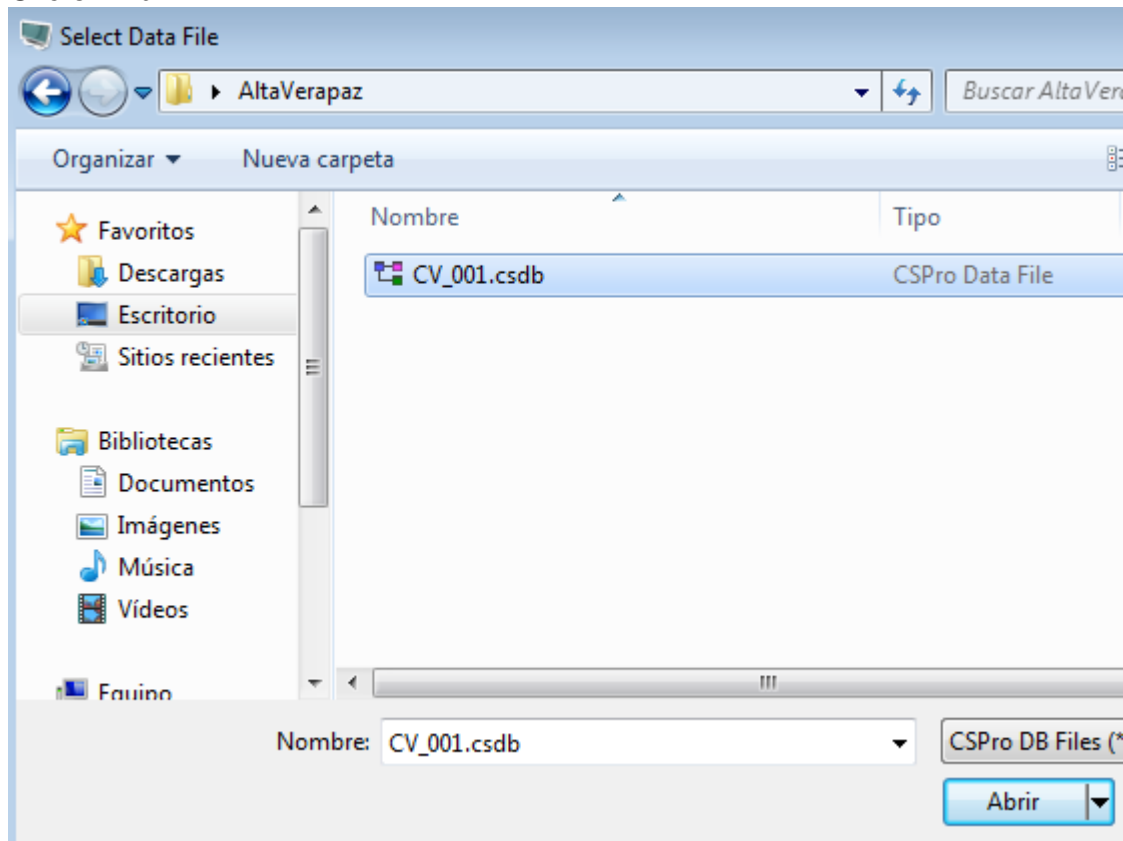 Select Data File
AltaVerapaz
Buscar AltaVer
Organizar
Nueva carpeta
Favoritos
Descargas
Escritorio
Sitios recientes
Bibliotecas
Documentos
Imágenes
Música
Vídeos
Equipo
Nombre
Tipo
CV_001.csdb
CSPro Data File
Nombre:
CV_001.csdb
CSPro DB Files (*
Abrir